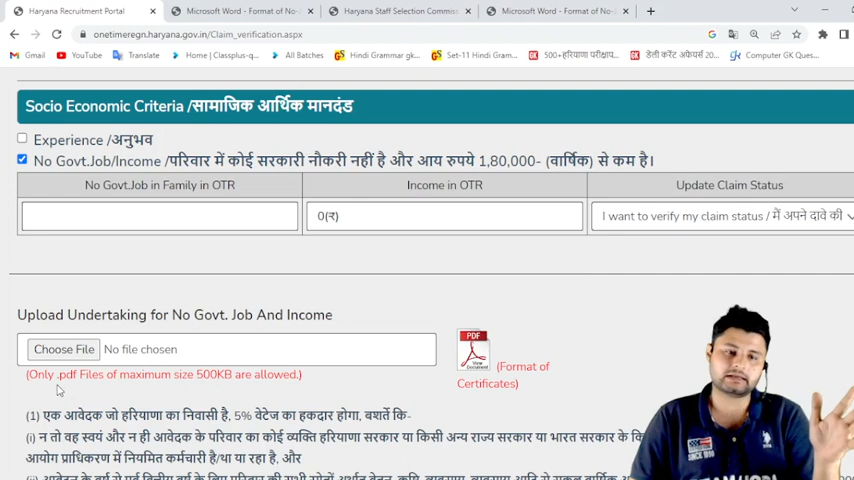 Haryana Recruitment Portal
Microsoft Word - Format of No-
Haryana Staff Selection Commiss
Microsoft Word - Format of No-
onetimeregn.haryana.gov.in/Claim_verification.aspx
Gmail
YouTube
Translate
Home | Classplus-q...
All Batches
Hindi Grammar gk...
Set-11 Hindi Gram...
500+हरियाणा परीक्षाप...
डेली करेंट अफेयर्स 20...
Computer GK Ques...
Socio Economic Criteria /सामाजिक आर्थिक मानदंड
Experience /अनुभव
No Govt.Job/Income /परिवार में कोई सरकारी नौकरी नहीं है और आय रुपये 1,80,000- (वार्षिक) से कम है।
No Govt.Job in Family in OTR
Income in OTR
Update Claim Status
0(₹)
I want to verify my claim status / मैं अपने दावे की
Upload Undertaking for No Govt. Job And Income
Choose File No file chosen
PDF
View Document
(Format of
Certificates)
(Only .pdf Files of maximum size 500KB are allowed.)
(1) एक आवेदक जो हरियाणा का निवासी है, 5% वेटेज का हकदार होगा, बशर्ते कि-
(i) न तो वह स्वयं और न ही आवेदक के परिवार का कोई व्यक्ति हरियाणा सरकार या किसी अन्य राज्य सरकार या भारत सरकार के
आयोग प्राधिकरण में नियमित कर्मचारी है/था या रहा है, और